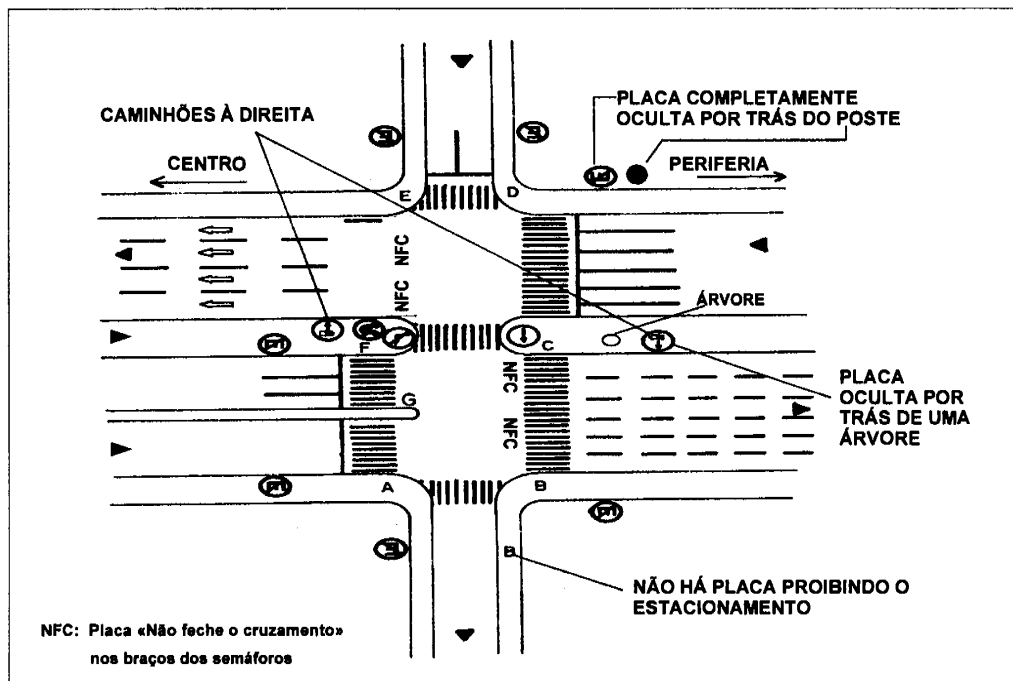 PLACA COMPLETAMENTE
OCULTA POR TRÁS DO POSTE
CAMINHÕES À DIREITA
CENTRO
PERIFERIA
E
D
NFC
NFC
ÁRVORE
F
C
NFC
NFC
G
PLACA
OCULTA POR
TRÁS DE UMA
ÁRVORE
A
B
B
NÃO HÁ PLACA PROIBINDO O
ESTACIONAMENTO
NFC: Placa «Não feche o cruzamento»
nos braços dos semáforos